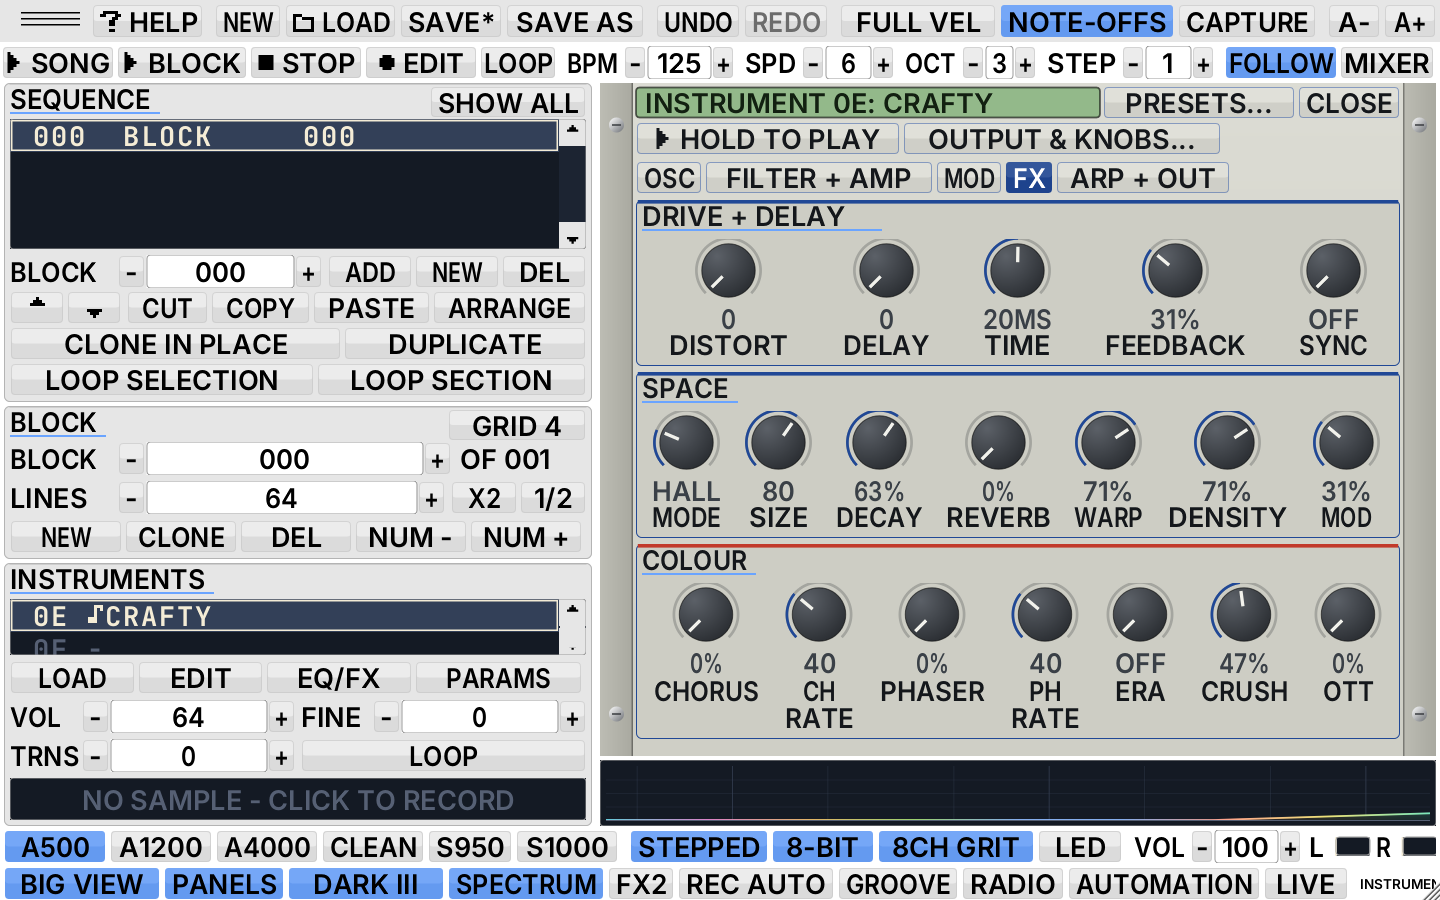 HELP NEW LOAD SAVE* SAVE AS UNDO REDO FULL VEL NOTE-OFFS CAPTURE A- A+
SONG BLOCK STOP EDIT LOOP BPM - 125 + SPD - 6 + OCT - 3 + STEP - 1 + FOLLOW MIXER
SEQUENCE SHOW ALL
000 BLOCK 000
BLOCK - 000 + ADD NEW DEL
CUT COPY PASTE ARRANGE
CLONE IN PLACE DUPLICATE
LOOP SELECTION LOOP SECTION
BLOCK GRID 4
BLOCK - 000 + OF 001
LINES - 64 + X2 1/2
NEW CLONE DEL NUM - NUM +
INSTRUMENTS
0E CRAFTY
LOAD EDIT EQ/FX PARAMS
VOL - 64 + FINE - 0 +
TRNS - 0 + LOOP
NO SAMPLE - CLICK TO RECORD
INSTRUMENT 0E: CRAFTY PRESETS... CLOSE
HOLD TO PLAY OUTPUT & KNOBS...
OSC FILTER + AMP MOD FX ARP + OUT
DRIVE + DELAY
0 0 20MS 31% OFF
DISTORT DELAY TIME FEEDBACK SYNC
SPACE
HALL 80 63% 0% 71% 71% 31%
MODE SIZE DECAY REVERB WARP DENSITY MOD
COLOUR
0% 40 0% 40 OFF 47% 0%
CHORUS CH PHASER PH ERA CRUSH OTT
RATE RATE
A500 A1200 A4000 CLEAN S950 S1000 STEPPED 8-BIT 8CH GRIT LED VOL - 100 + L R
BIG VIEW PANELS DARK III SPECTRUM FX2 REC AUTO GROOVE RADIO AUTOMATION LIVE